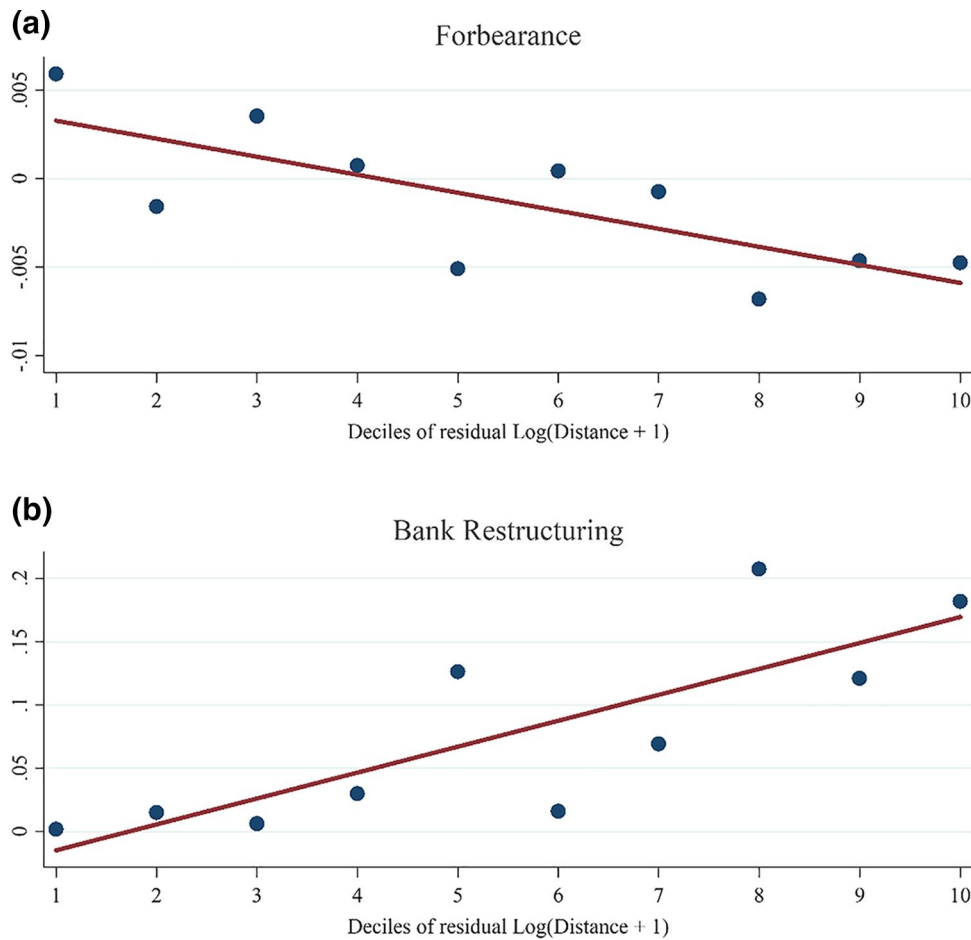 (a)
Forbearance
.005
0
-.005
-.01
1 2 3 4 5 6 7 8 9 10
Deciles of residual Log(Distance + 1)
(b)
Bank Restructuring
.2
.15
.1
.05
0
1 2 3 4 5 6 7 8 9 10
Deciles of residual Log(Distance + 1)